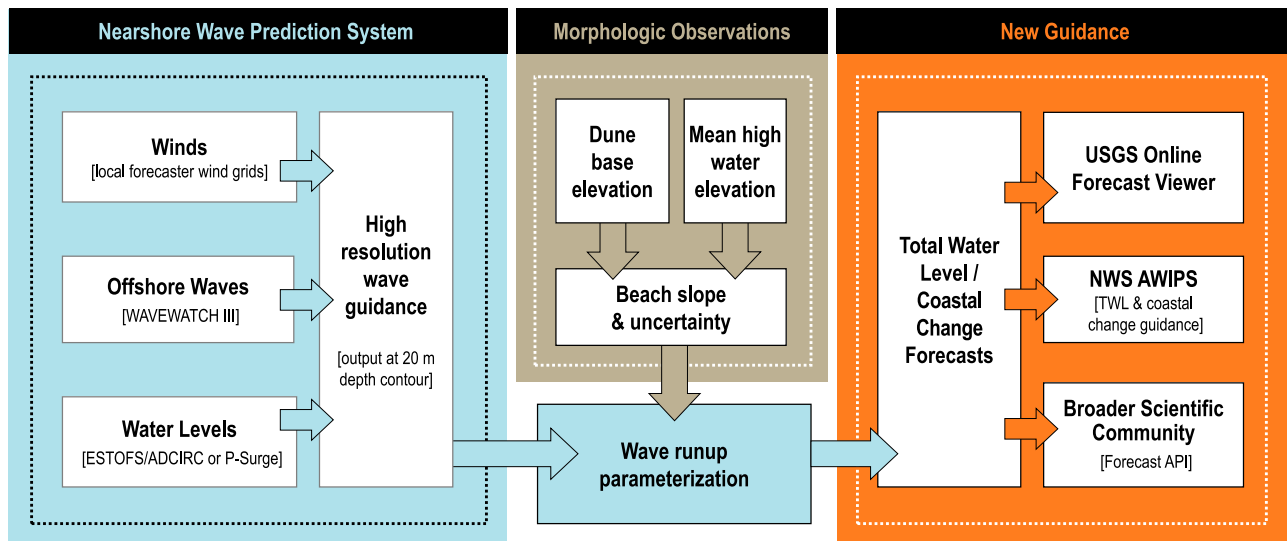 Nearshore Wave Prediction System
Winds
[local forecaster wind grids]
Offshore Waves
[WAVEWATCH III]
Water Levels
[ESTOFS/ADCIRC or P-Surge]
High
resolution
wave
guidance
[output at 20 m
depth contour]
Morphologic Observations
Dune
base
elevation
Mean high
water
elevation
Beach slope
& uncertainty
Wave runup
parameterization
New Guidance
Total Water
Level /
Coastal
Change
Forecasts
USGS Online
Forecast Viewer
NWS AWIPS
[TWL & coastal
change guidance]
Broader Scientific
Community
[Forecast API]